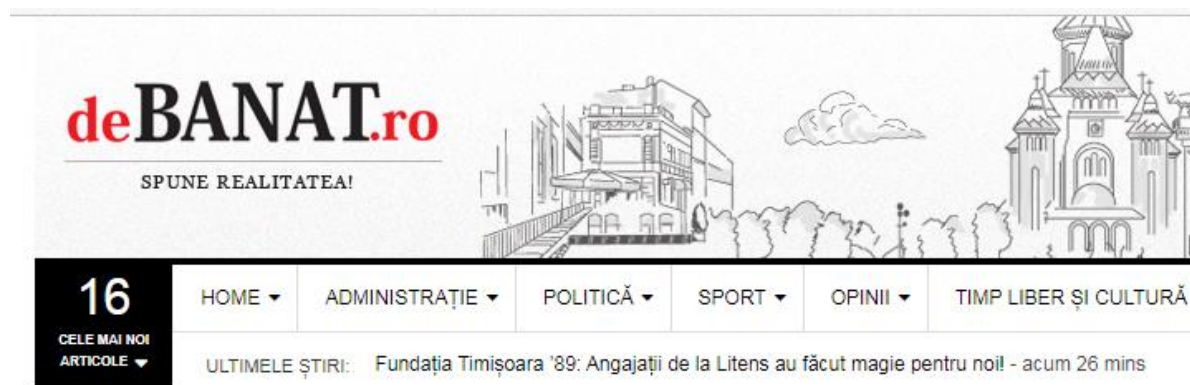 deBANAT.ro
SPUNE REALITATEA!
16
CELE MAI NOI
ARTICOLE
HOME ADMINISTRAȚIE POLITICĂ SPORT OPINII TIMP LIBER ȘI CULTURĂ
ULTIMELE ȘTIRI: Fundația Timișoara '89: Angajații de la Litens au făcut magie pentru noi! - acum 26 mins